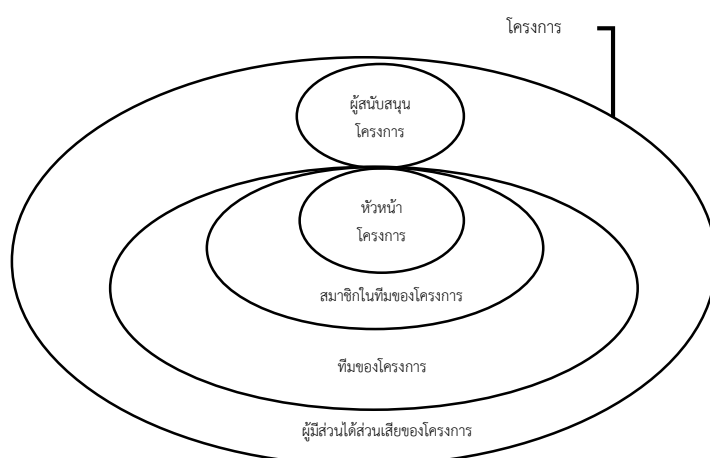 โครงการ
ผู้สนับสนุน
โครงการ
หัวหน้า
โครงการ
สมาชิกในทีมของโครงการ
ทีมของโครงการ
ผู้มีส่วนได้ส่วนเสียของโครงการ